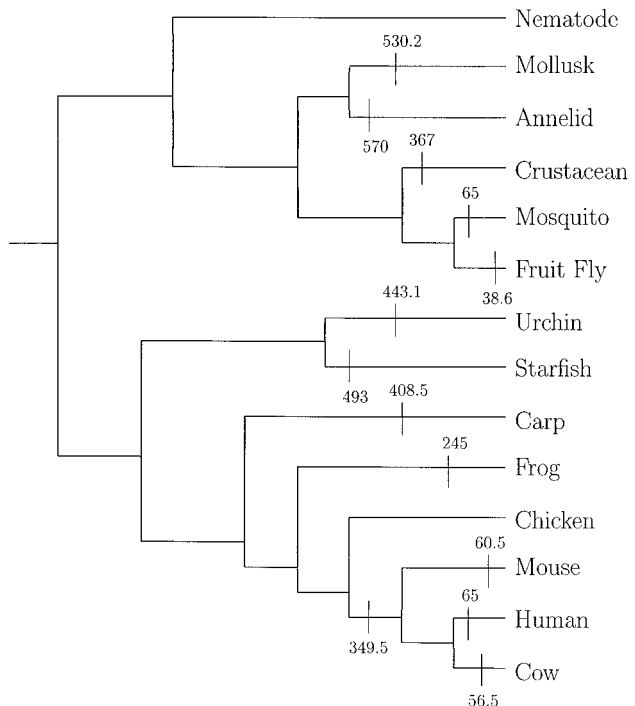 Nematode
530.2
Mollusk
Annelid
570
367
Crustacean
65
Mosquito
Fruit Fly
38.6
443.1
Urchin
Starfish
493
408.5
Carp
245
Frog
Chicken
60.5
Mouse
65
Human
349.5
Cow
56.5